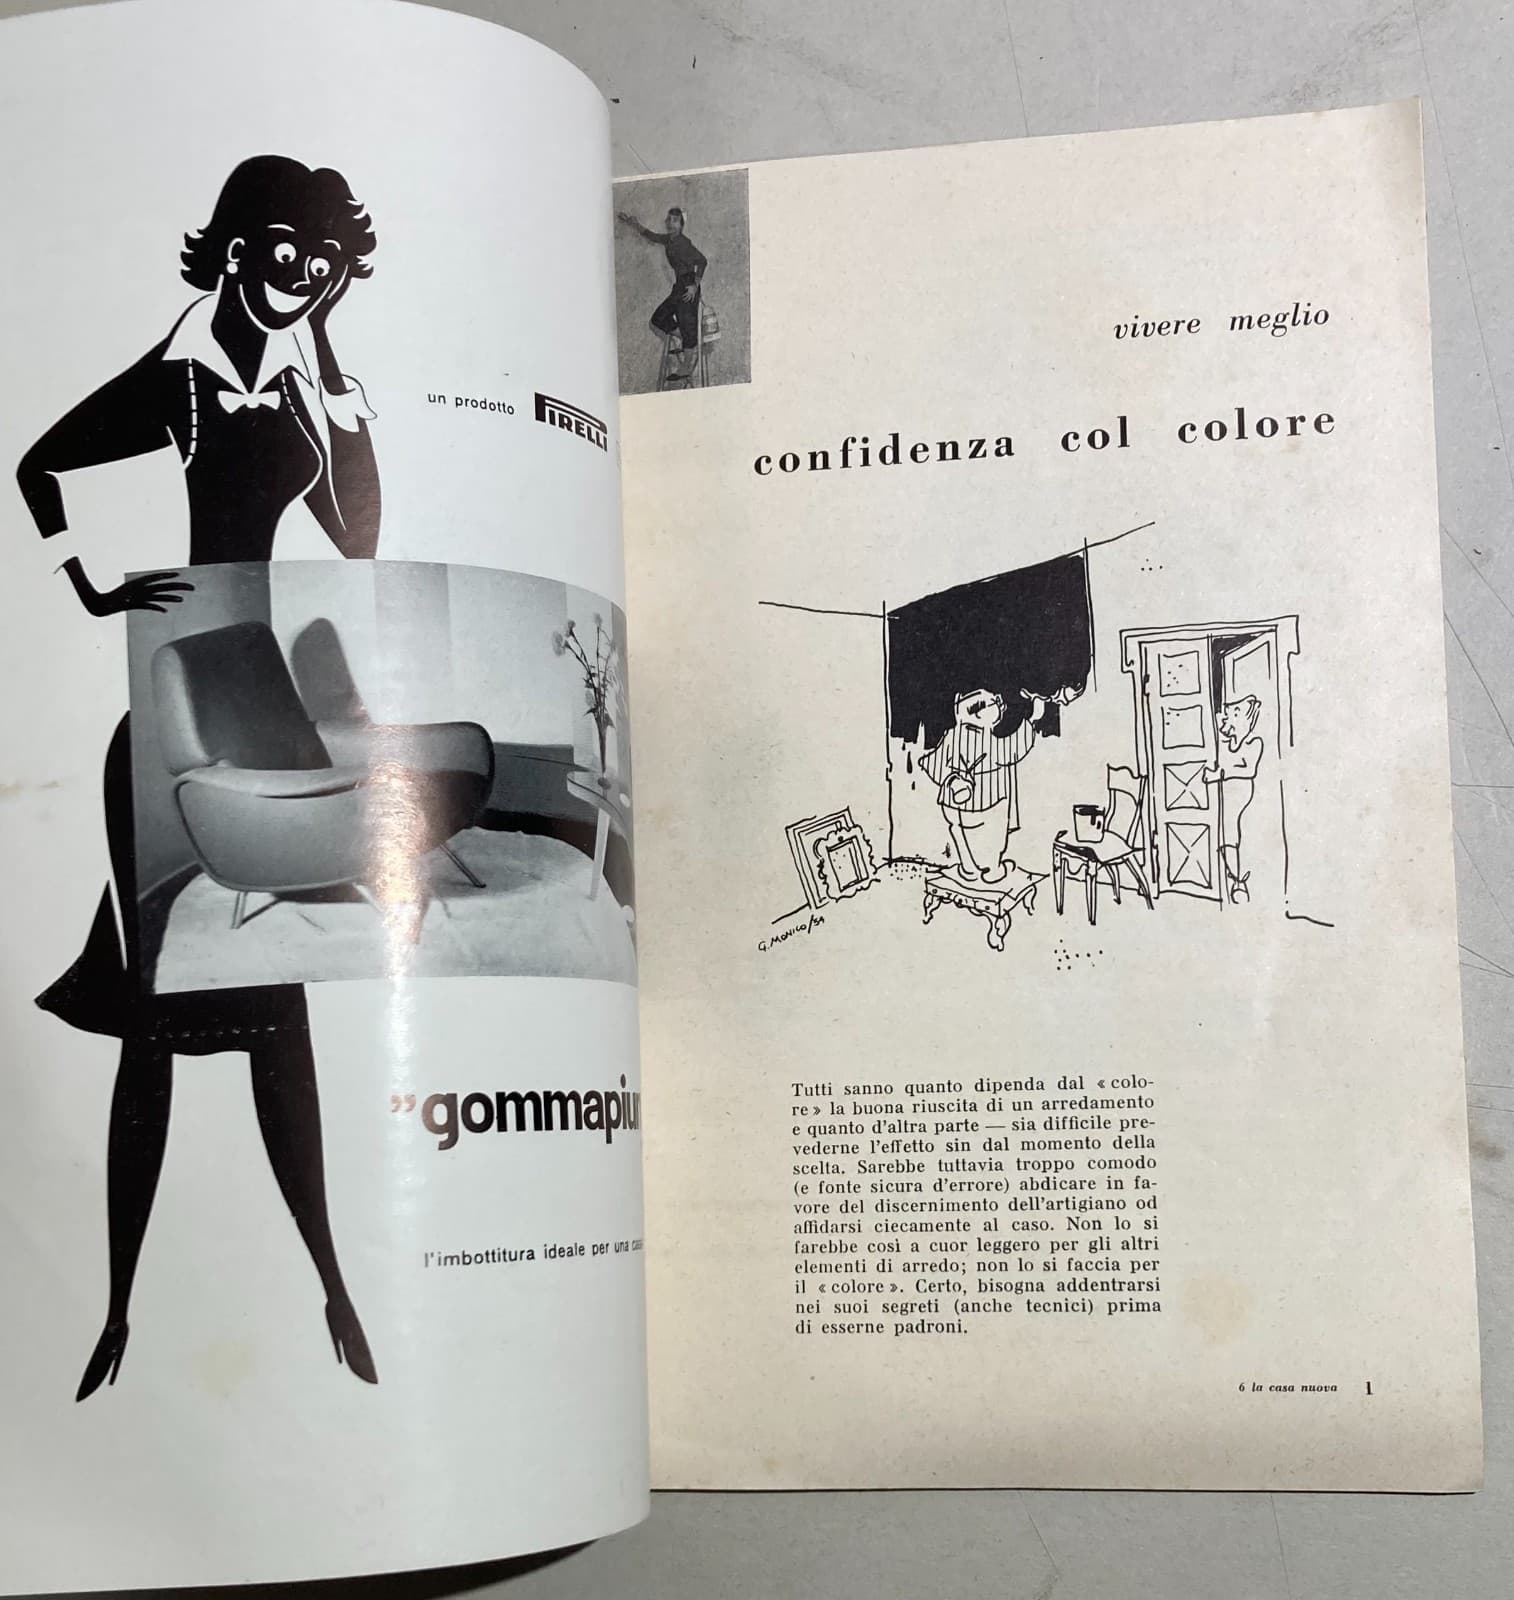 un prodotto PIRELLI
"gommapiu
l'imbottitura ideale per una
vivere meglio
confidenza col colore
G. MONICO/54
Tutti sanno quanto dipenda dal « colo-
re » la buona riuscita di un arredamento
e quanto d'altra parte — sia difficile pre-
vederne l'effetto sin dal momento della
scelta. Sarebbe tuttavia troppo comodo
(e fonte sicura d'errore) abdicare in fa-
vore del discernimento dell'artigiano od
affidarsi ciecamente al caso. Non lo si
farebbe così a cuor leggero per gli altri
elementi di arredo; non lo si faccia per
il « colore ». Certo, bisogna addentrarsi
nei suoi segreti (anche tecnici) prima
di esserne padroni.
6 la casa nuova 1